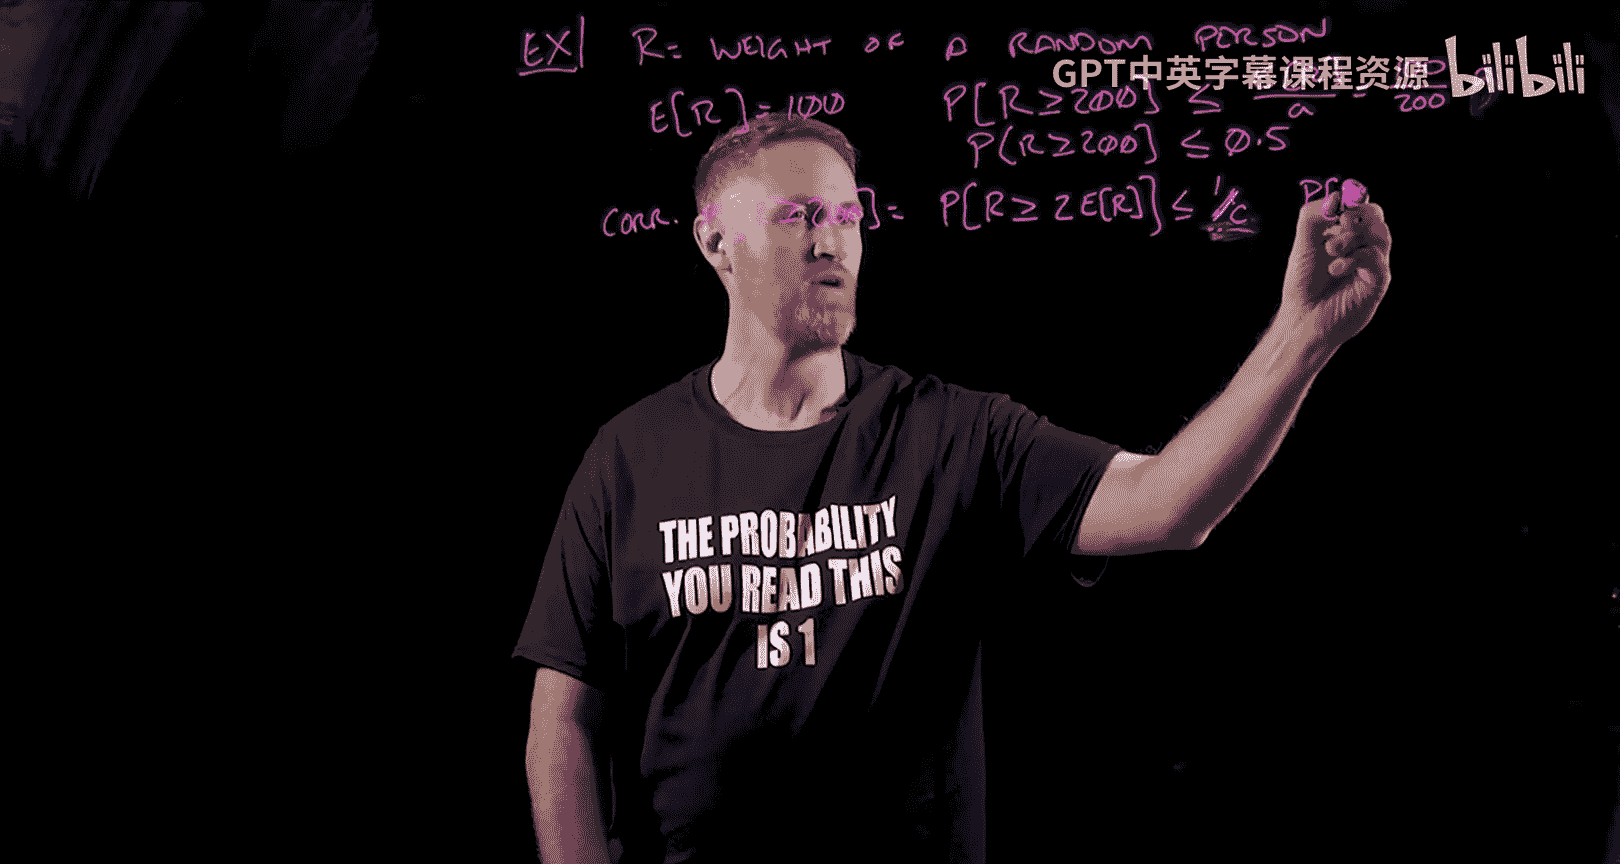 EX| R= WEIGHT OF A RANDOM PERSON
GPT中英字幕课程资源 bilibili
E[R]=100 P[R≥200] ≤ a 200
P(R≥200] ≤ 0.5
CORR. ]= P[R≥2E[R]] ≤ 1/c P[
THE PROBABILITY
YOU READ THIS
IS 1